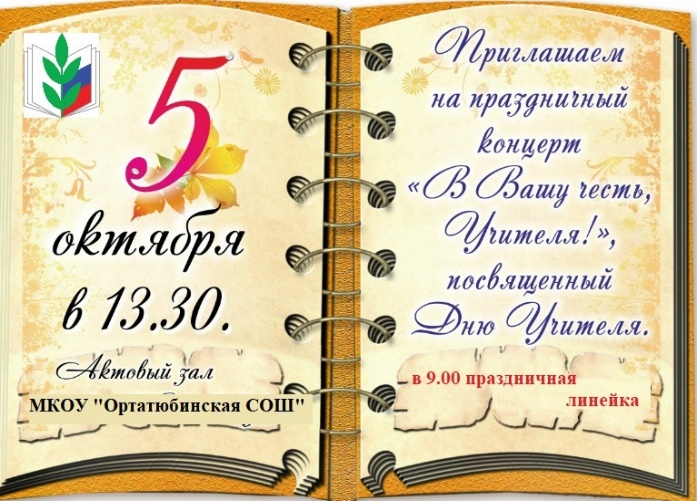 5
октября
в 13.30.
Актовый зал
МКОУ "Ортатюбинская СОШ"
Приглашаем
на праздничный
концерт
«В Вашу честь,
Учителя!»,
посвященный
Дню Учителя.
в 9.00 праздничная
линейка